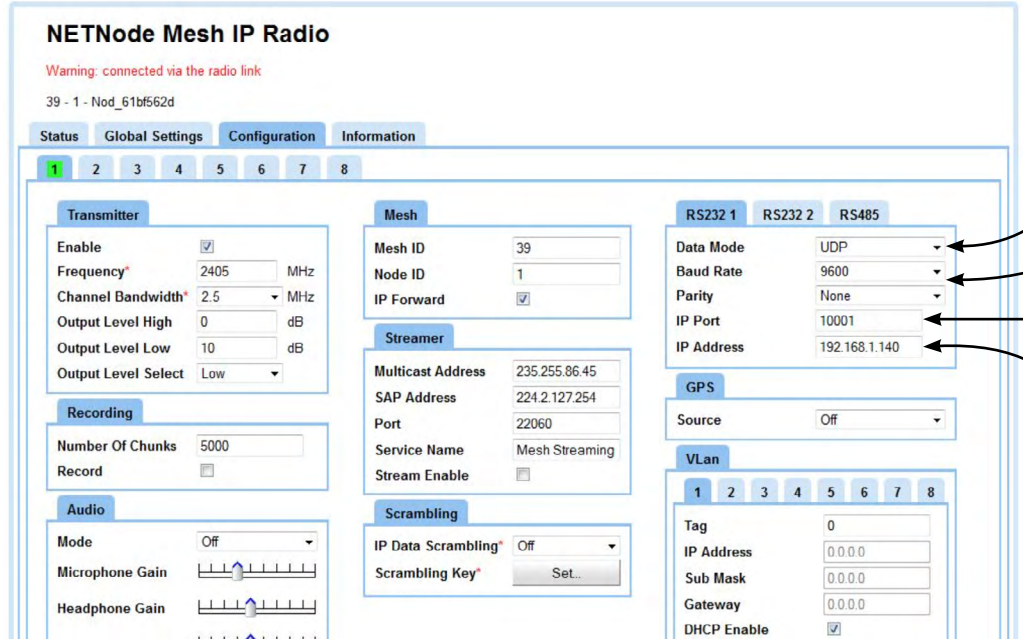 NETNode Mesh IP Radio
Warning: connected via the radio link
39 - 1 - Nod_61bf562d
Status Global Settings Configuration Information
1 2 3 4 5 6 7 8
Transmitter
Enable
Frequency* 2405 MHz
Channel Bandwidth* 2.5 MHz
Output Level High 0 dB
Output Level Low 10 dB
Output Level Select Low
Recording
Number Of Chunks 5000
Record
Audio
Mode Off
Microphone Gain
Headphone Gain
Mesh
Mesh ID 39
Node ID 1
IP Forward
Streamer
Multicast Address 235.255.86.45
SAP Address 224.2.127.254
Port 22060
Service Name Mesh Streaming
Stream Enable
Scrambling
IP Data Scrambling* Off
Scrambling Key* Set...
RS232 1 RS232 2 RS485
Data Mode UDP
Baud Rate 9600
Parity None
IP Port 10001
IP Address 192.168.1.140
GPS
Source Off
VLan
1 2 3 4 5 6 7 8
Tag 0
IP Address 0.0.0.0
Sub Mask 0.0.0.0
Gateway 0.0.0.0
DHCP Enable